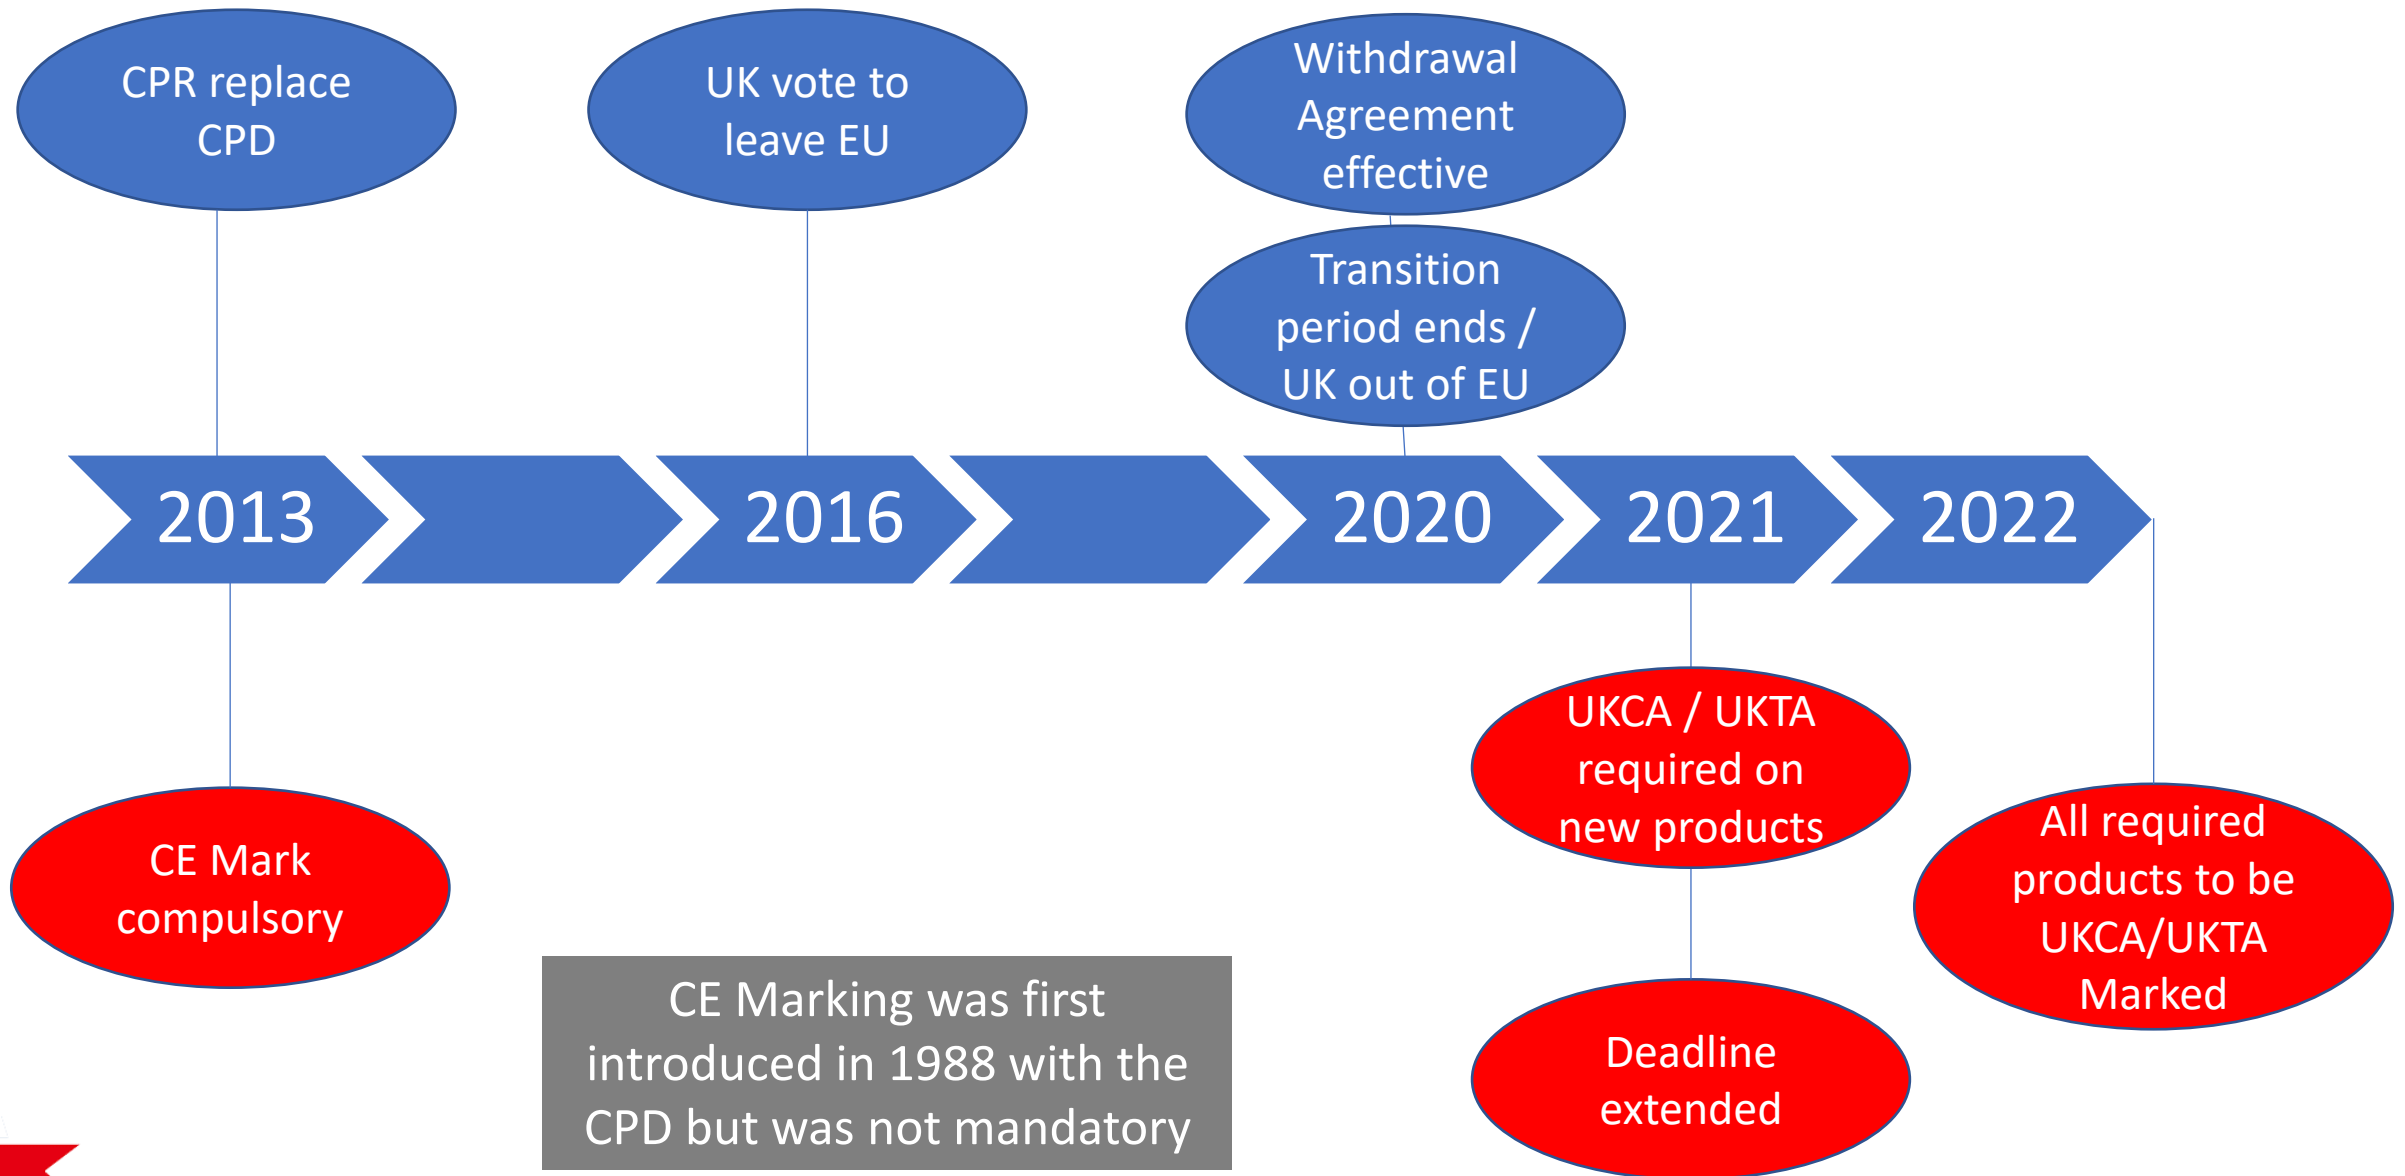 CPR replace
CPD
UK vote to
leave EU
Withdrawal
Agreement
effective
Transition
period ends /
UK out of EU
2013
2016
2020
2021
2022
CE Mark
compulsory
UKCA / UKTA
required on
new products
Deadline
extended
All required
products to be
UKCA/UKTA
Marked
CE Marking was first
introduced in 1988 with the
CPD but was not mandatory